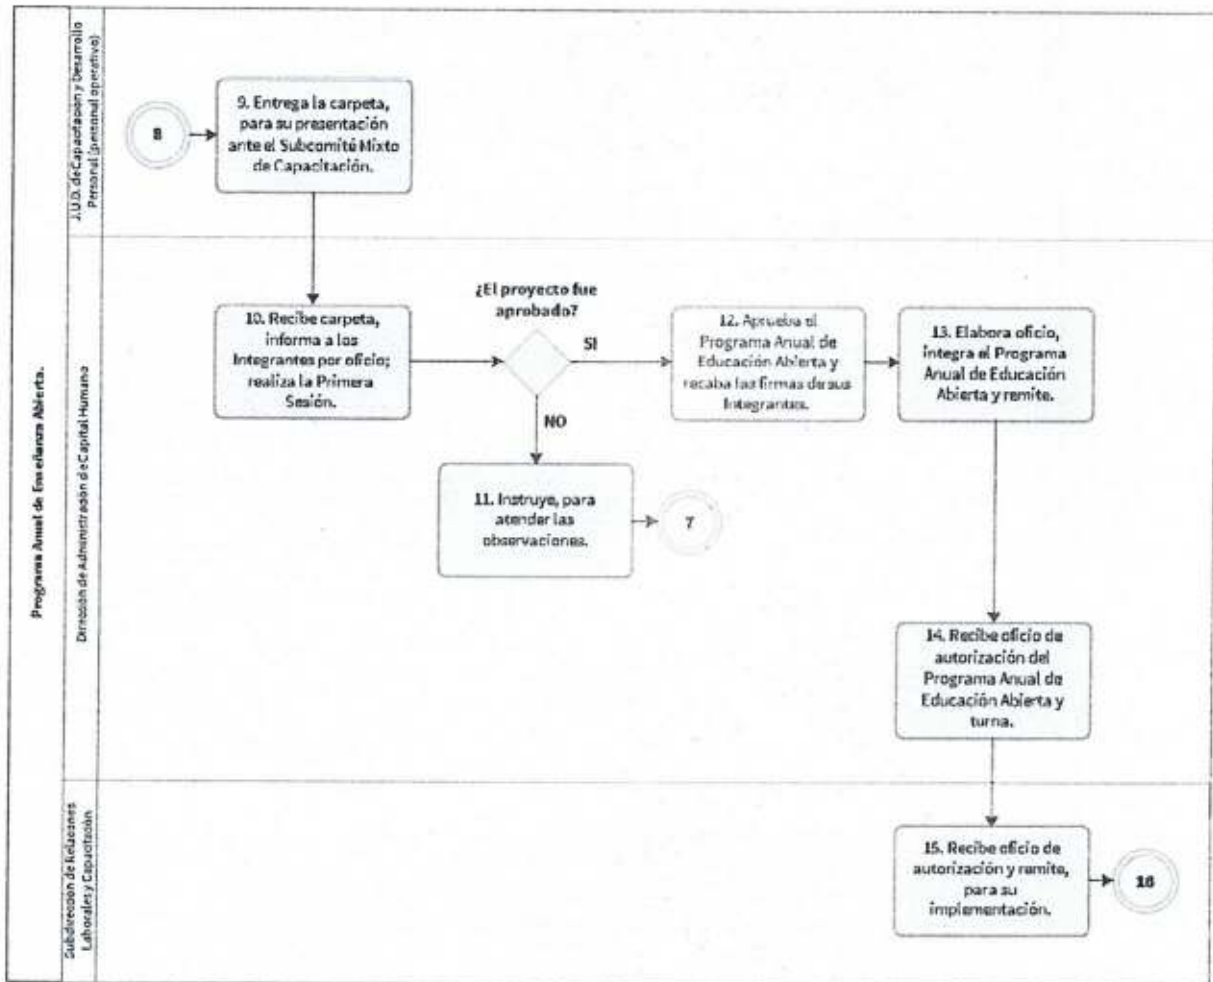 Programa Anual de Enseñanza Abierta.
J.U.D. de Capacitación y Desarrollo
Personal (personal operativo)
8
9. Entrega la carpeta,
para su presentación
ante el Subcomité Mixto
de Capacitación.
Dirección de Administración de Capital Humano
10. Recibe carpeta,
informa a los
Integrantes por oficio;
realiza la Primera
Sesión.
¿El proyecto fue
aprobado?
SI
NO
11. Instruye, para
atender las
observaciones.
7
12. Aprueba el
Programa Anual de
Educación Abierta y
recaba las firmas de sus
Integrantes.
13. Elabora oficio,
integra el Programa
Anual de Educación
Abierta y remite.
14. Recibe oficio de
autorización del
Programa Anual de
Educación Abierta y
turna.
Subdirección de Relaciones
Laborales y Capacitación
15. Recibe oficio de
autorización y remite,
para su
implementación.
16